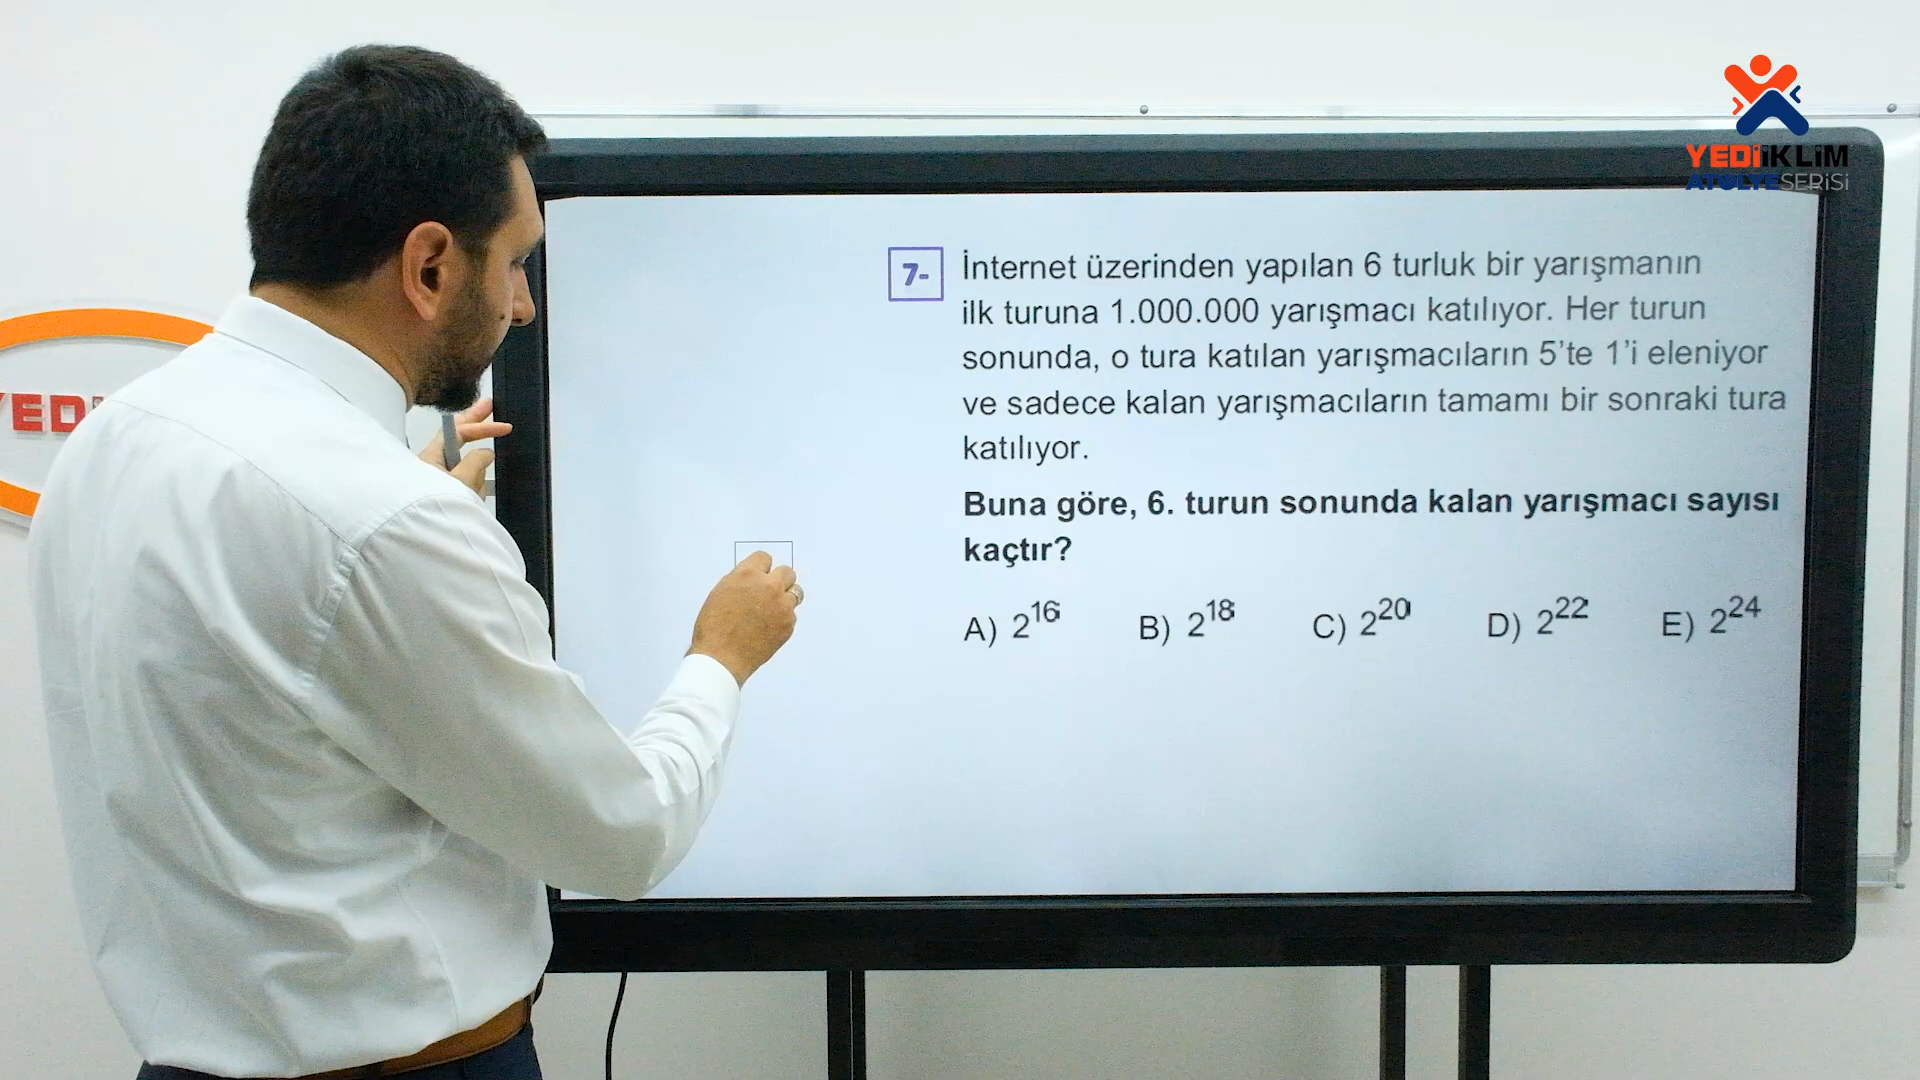 YEDİİKLİM
ATÖLYESERİSİ
YEDİ
7-
İnternet üzerinden yapılan 6 turluk bir yarışmanın
ilk turuna 1.000.000 yarışmacı katılıyor. Her turun
sonunda, o tura katılan yarışmacıların 5’te 1’i eleniyor
ve sadece kalan yarışmacıların tamamı bir sonraki tura
katılıyor.
Buna göre, 6. turun sonunda kalan yarışmacı sayısı
kaçtır?
A) 2^16 B) 2^18 C) 2^20 D) 2^22 E) 2^24